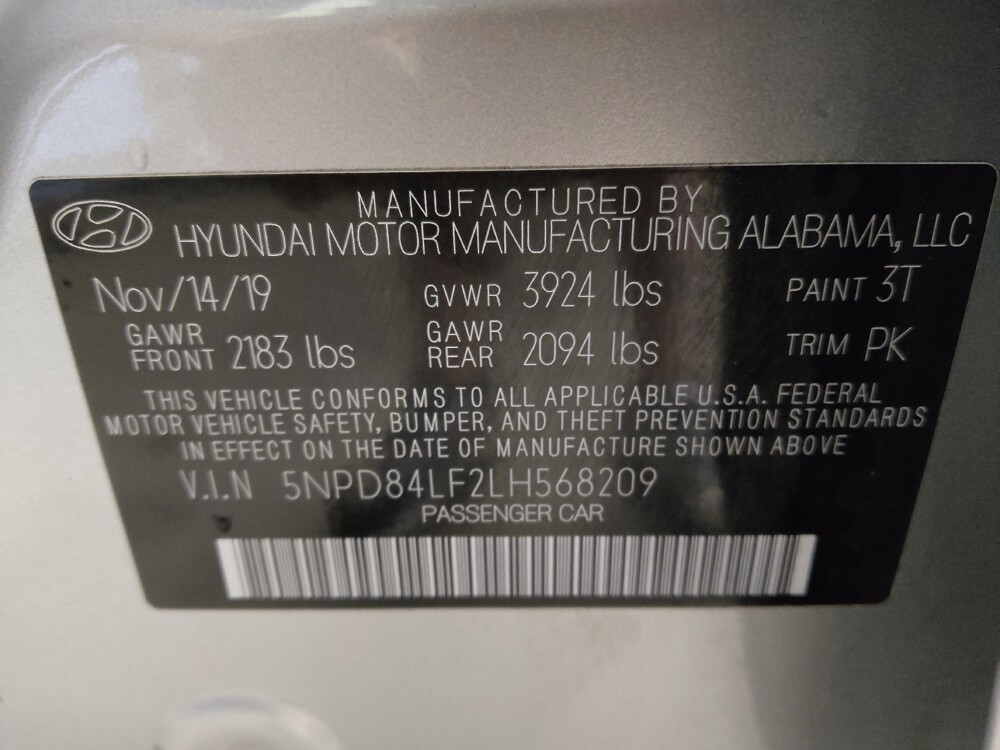 MANUFACTURED BY
HYUNDAI MOTOR MANUFACTURING ALABAMA, LLC
Nov/14/19 GVWR 3924 lbs PAINT 3T
GAWR FRONT 2183 lbs GAWR REAR 2094 lbs TRIM PK
THIS VEHICLE CONFORMS TO ALL APPLICABLE U.S.A. FEDERAL
MOTOR VEHICLE SAFETY, BUMPER, AND THEFT PREVENTION STANDARDS
IN EFFECT ON THE DATE OF MANUFACTURE SHOWN ABOVE
V.I.N 5NPD84LF2LH568209
PASSENGER CAR